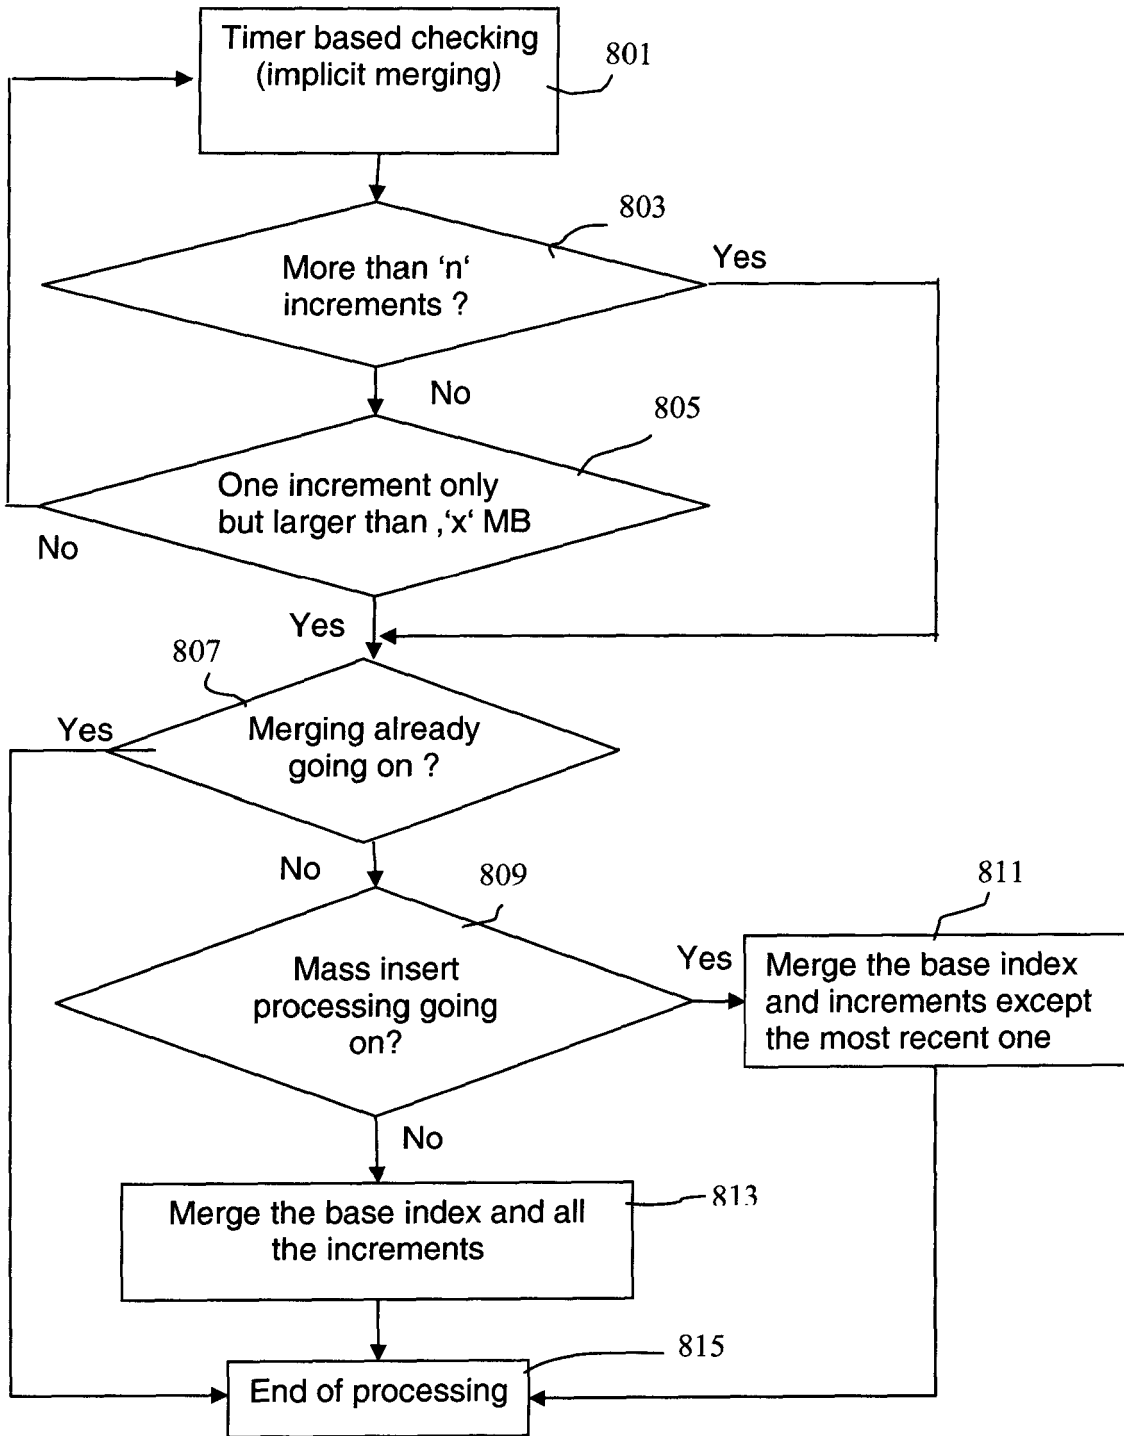 Timer based checking
(implicit merging)
801
803
More than ‘n‘
increments ?
Yes
No
805
One increment only
but larger than ,‘x‘ MB
No
Yes
807
Yes
Merging already
going on ?
No
809
811
Mass insert
processing going
on?
Yes
Merge the base index
and increments except
the most recent one
No
Merge the base index and all
the increments
813
815
End of processing